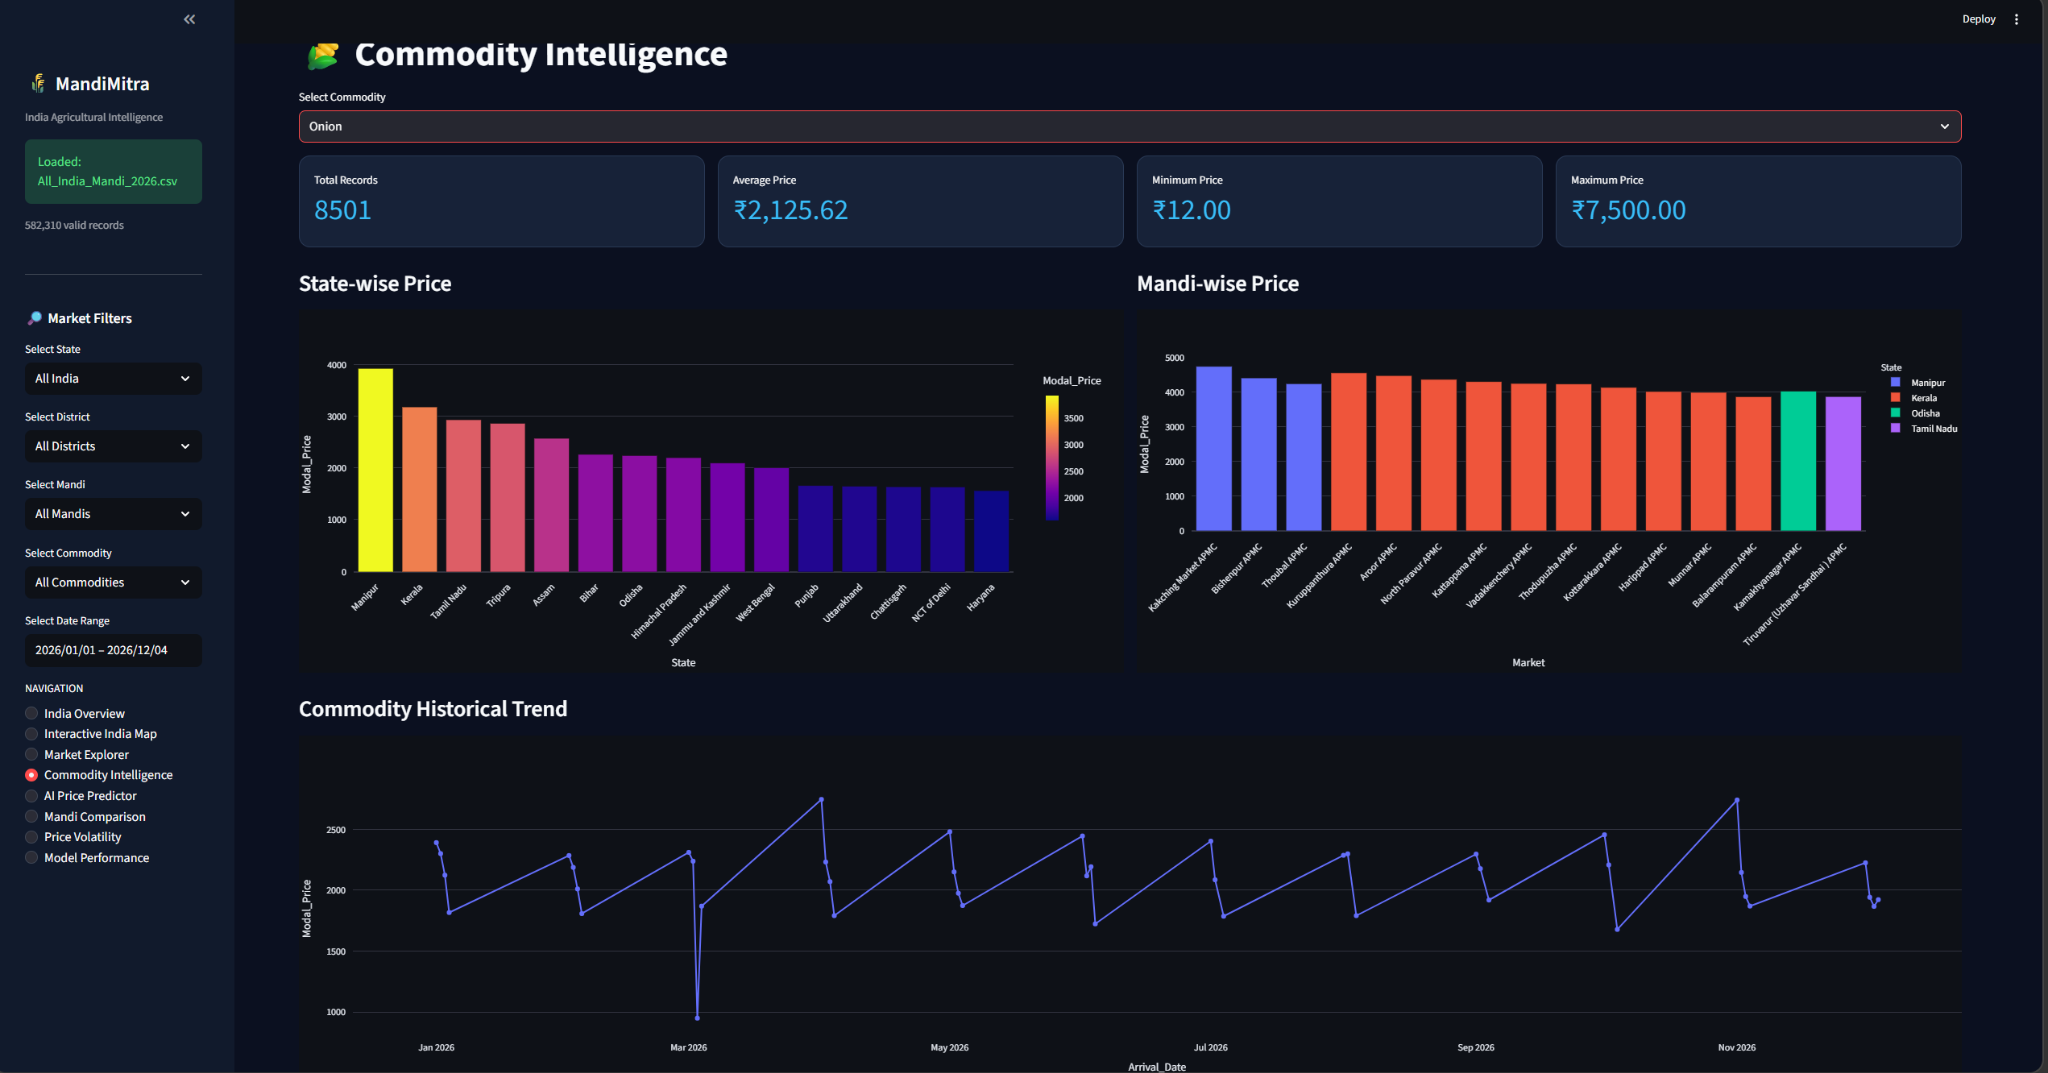 Deploy
MandiMitra
India Agricultural Intelligence
Loaded:
All_India_Mandi_2026.csv
582,310 valid records
Market Filters
Select State
All India
Select District
All Districts
Select Mandi
All Mandis
Select Commodity
All Commodities
Select Date Range
2026/01/01 – 2026/12/04
NAVIGATION
India Overview
Interactive India Map
Market Explorer
Commodity Intelligence
AI Price Predictor
Mandi Comparison
Price Volatility
Model Performance
Commodity Intelligence
Select Commodity
Onion
Total Records
8501
Average Price
₹2,125.62
Minimum Price
₹12.00
Maximum Price
₹7,500.00
State-wise Price
Modal_Price
4000
3000
2000
1000
0
Manipur
Kerala
Tamil Nadu
Tripura
Assam
Bihar
Odisha
Himachal Pradesh
Jammu and Kashmir
West Bengal
Punjab
Uttarakhand
Chattisgarh
NCT of Delhi
Haryana
State
Modal_Price
3500
3000
2500
2000
Mandi-wise Price
Modal_Price
5000
4000
3000
2000
1000
0
Kakching Market APMC
Bishenpur APMC
Thoubal APMC
Kuruppanthura APMC
Aroor APMC
North Paravur APMC
Kattappana APMC
Vadakkenchery APMC
Thodupuzha APMC
Kottarakkara APMC
Harippad APMC
Munnar APMC
Balarampuram APMC
Kamakhyanagar APMC
Tiruvarur (Uzhavar Sandhai ) APMC
Market
State
Manipur
Kerala
Odisha
Tamil Nadu
Commodity Historical Trend
Modal_Price
2500
2000
1500
1000
Jan 2026
Mar 2026
May 2026
Jul 2026
Sep 2026
Nov 2026
Arrival_Date